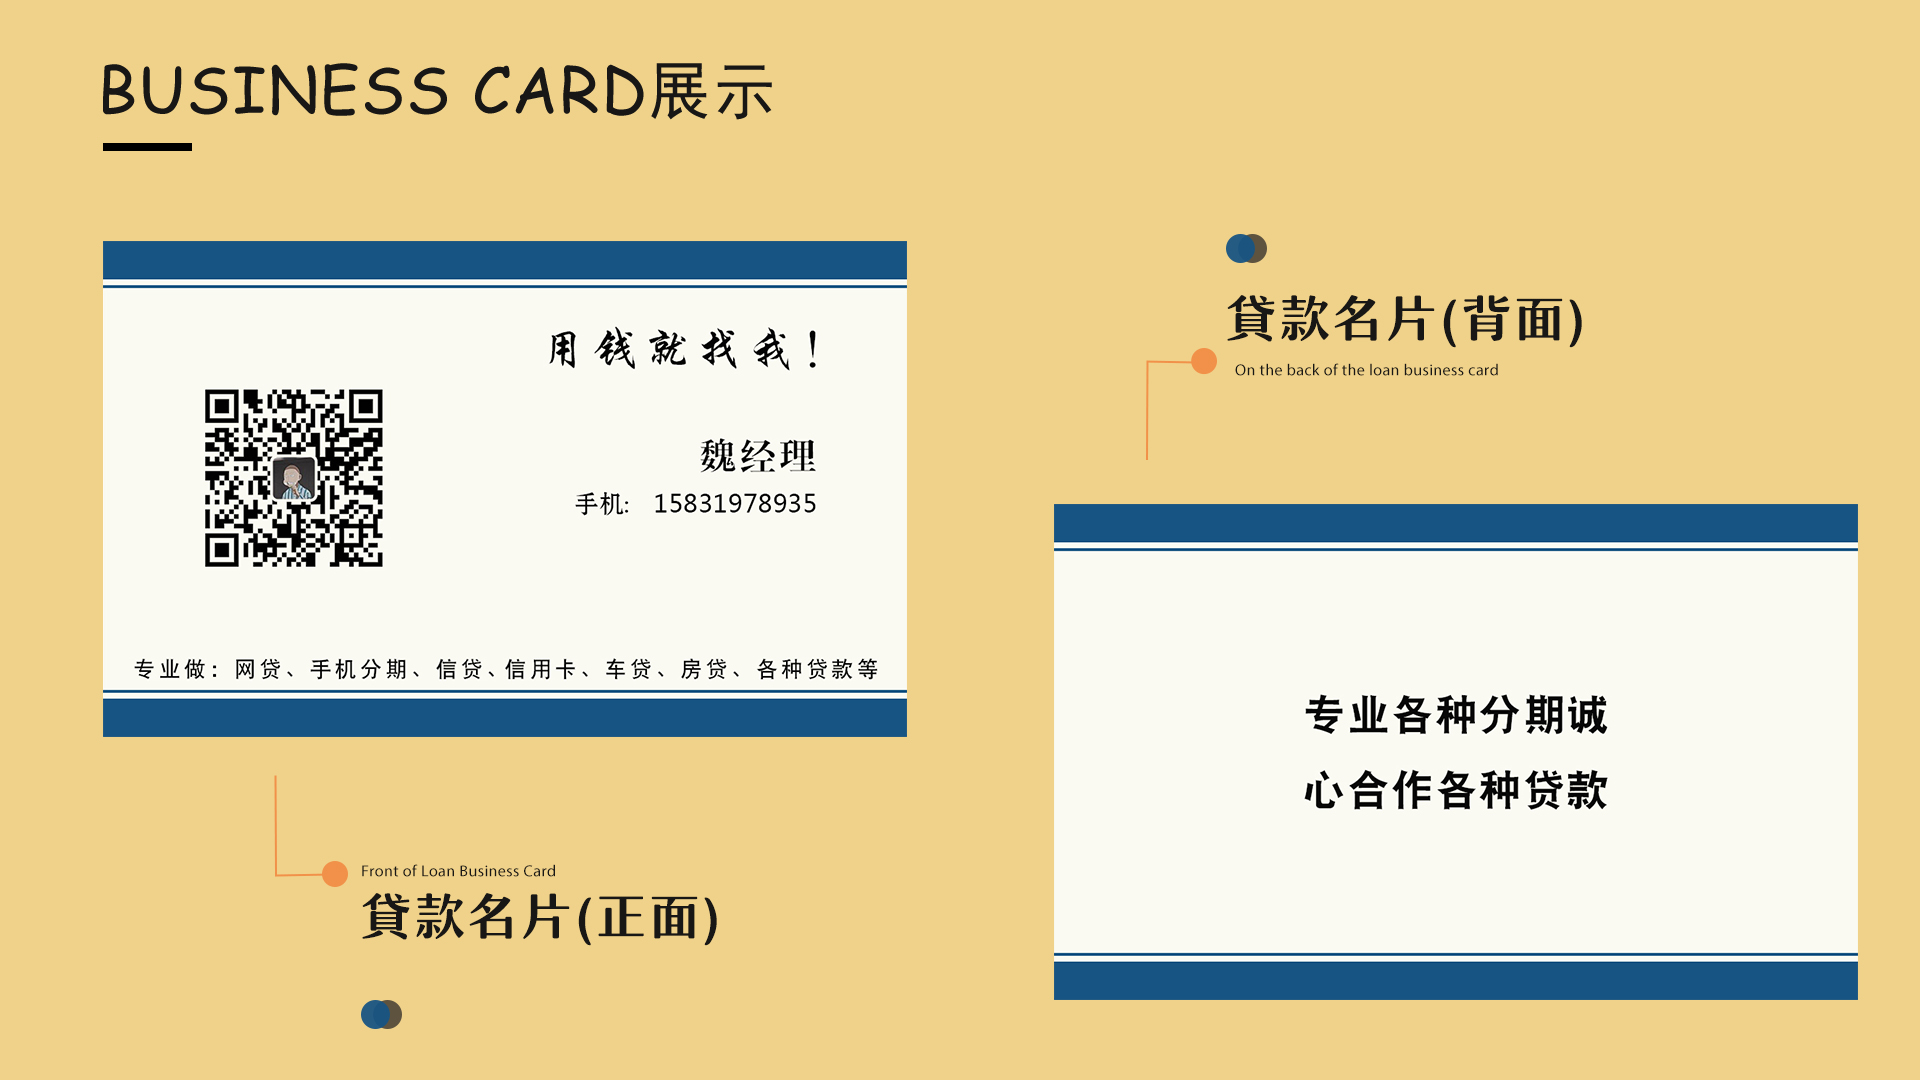 BUSINESS CARD展示
用钱就找我!
魏经理
手机: 15831978935
专业做: 网贷、手机分期、信贷、信用卡、车贷、房贷、各种贷款等
Front of Loan Business Card
貸款名片(正面)
貸款名片(背面)
On the back of the loan business card
专业各种分期诚
心合作各种贷款